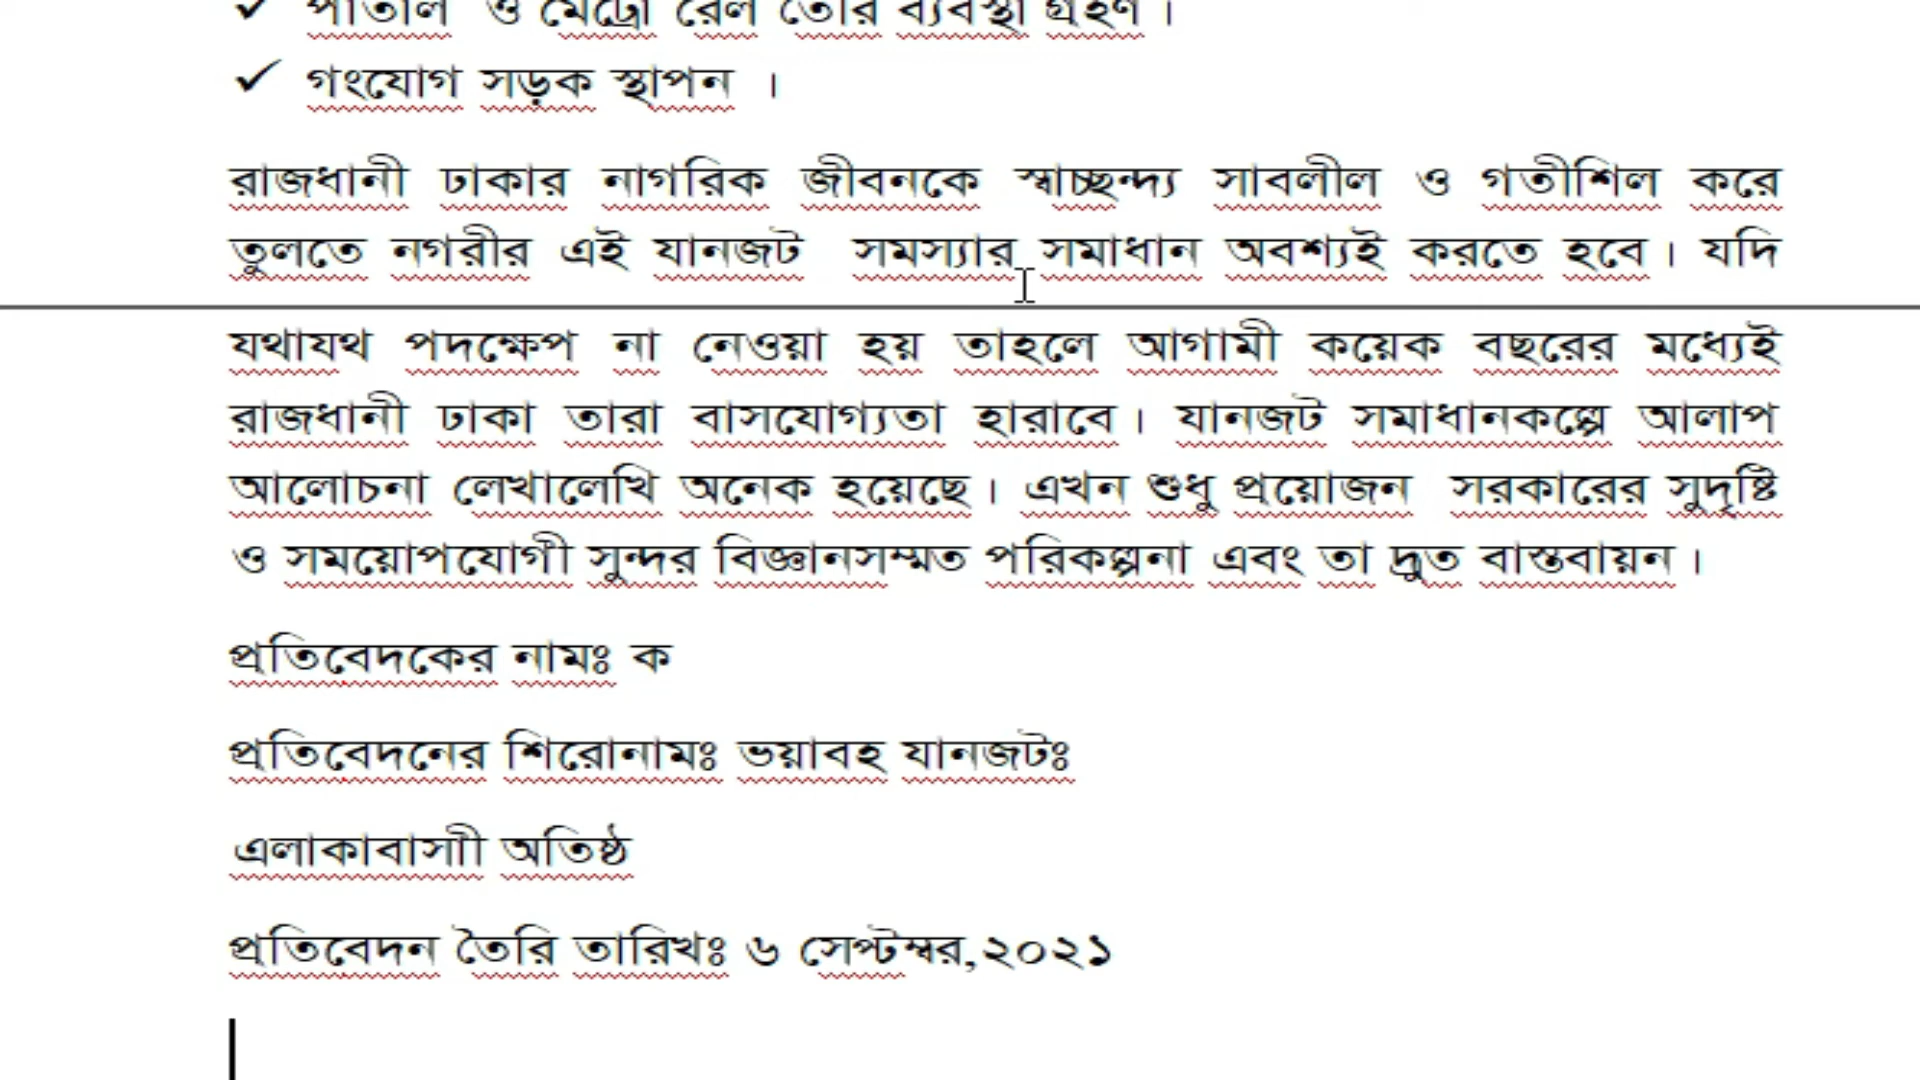 ✓ পাতাল ও মেট্রো রেল তৈরি ব্যবস্থা গ্রহণ ।
✓ গংযোগ সড়ক স্থাপন ।
রাজধানী ঢাকার নাগরিক জীবনকে স্বাচ্ছন্দ্য সাবলীল ও গতীশিল করে
তুলতে নগরীর এই যানজট সমস্যার সমাধান অবশ্যই করতে হবে। যদি
যথাযথ পদক্ষেপ না নেওয়া হয় তাহলে আগামী কয়েক বছরের মধ্যেই
রাজধানী ঢাকা তারা বাসযোগ্যতা হারাবে। যানজট সমাধানকল্পে আলাপ
আলোচনা লেখালেখি অনেক হয়েছে। এখন শুধু প্রয়োজন সরকারের সুদৃষ্টি
ও সময়োপযোগী সুন্দর বিজ্ঞানসম্মত পরিকল্পনা এবং তা দ্রুত বাস্তবায়ন।
প্রতিবেদকের নামঃ ক
প্রতিবেদনের শিরোনামঃ ভয়াবহ যানজটঃ
এলাকাবাসাী অতিষ্ঠ
প্রতিবেদন তৈরি তারিখঃ ৬ সেপ্টম্বর,২০২১